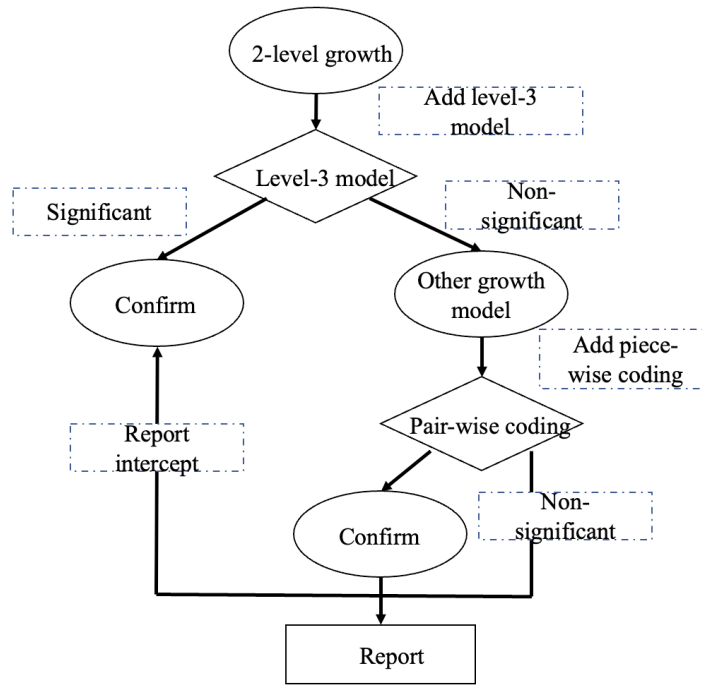 2-level growth
Add level-3
model
Level-3 model
Significant
Non-
significant
Confirm
Other growth
model
Add piece-
wise coding
Pair-wise coding
Report
intercept
Non-
significant
Confirm
Report